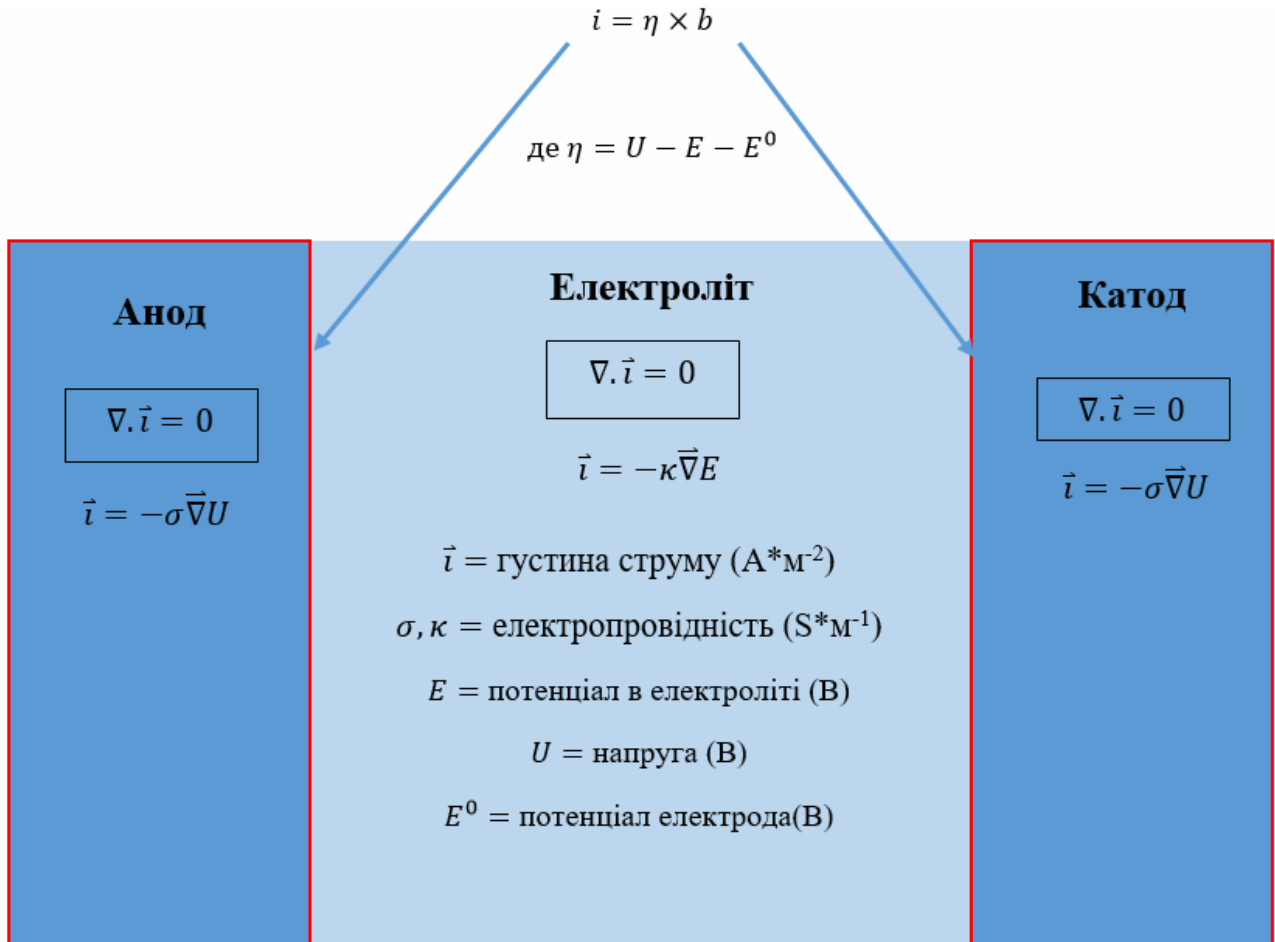 i = η × b
де η = U − E − E⁰
Анод
∇. i⃗ = 0
i⃗ = −σ∇⃗U
Електроліт
∇. i⃗ = 0
i⃗ = −κ∇⃗E
i⃗ = густина струму (А*м⁻²)
σ, κ = електропровідність (S*м⁻¹)
E = потенціал в електроліті (В)
U = напруга (В)
E⁰ = потенціал електрода(В)
Катод
∇. i⃗ = 0
i⃗ = −σ∇⃗U